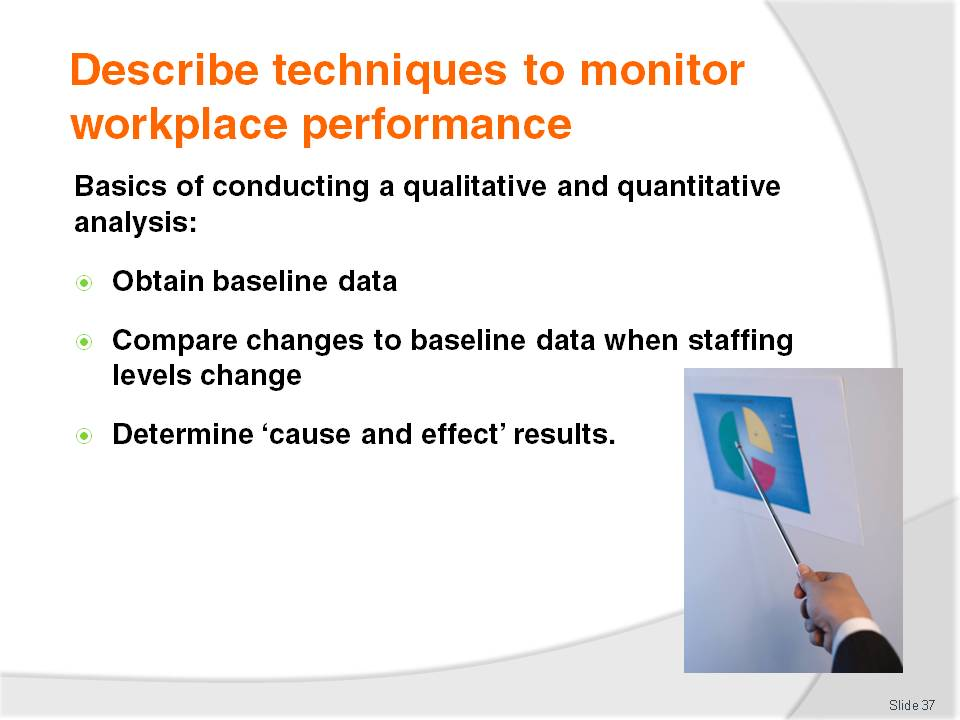 Describe techniques to monitor
workplace performance
Basics of conducting a qualitative and quantitative
analysis:
Obtain baseline data
Compare changes to baseline data when staffing
levels change
Determine ‘cause and effect’ results.
Slide 37